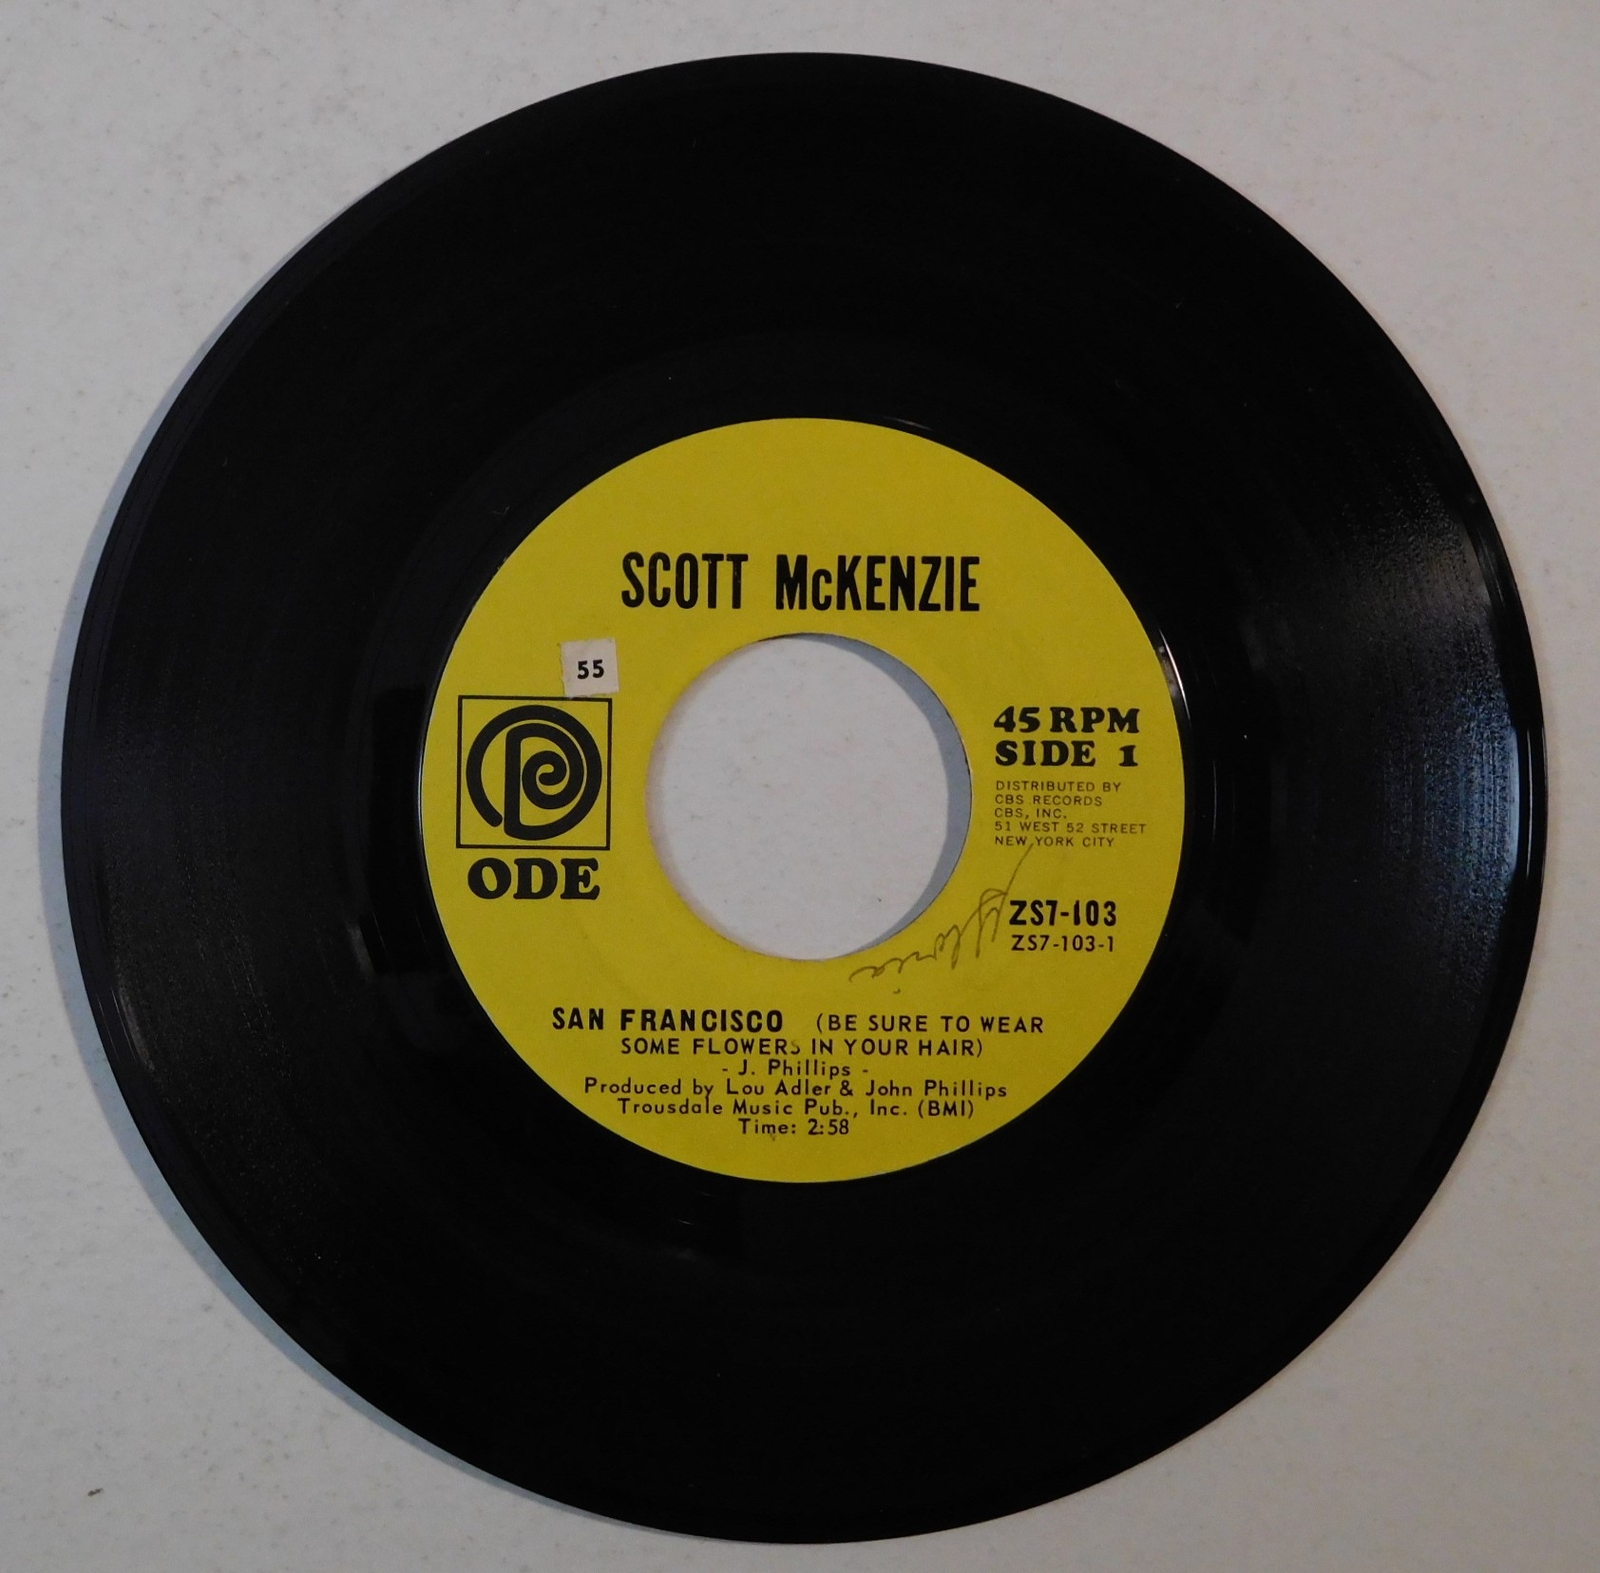 SCOTT McKENZIE
55
ODE
45 RPM
SIDE 1
DISTRIBUTED BY
CBS RECORDS
CBS, INC.
51 WEST 52 STREET
NEW YORK CITY
ZS7-103
ZS7-103-1
SAN FRANCISCO (BE SURE TO WEAR
SOME FLOWERS IN YOUR HAIR)
- J. Phillips -
Produced by Lou Adler & John Phillips
Trousdale Music Pub., Inc. (BMI)
Time: 2:58